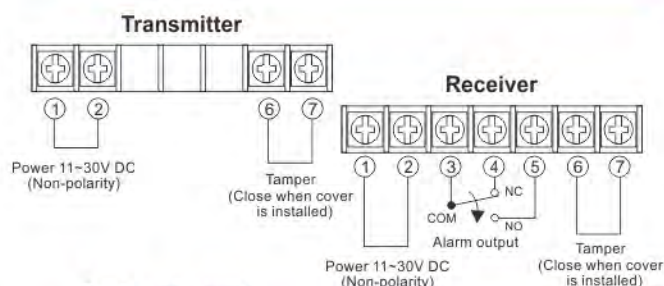 Transmitter
1 2 6 7
Power 11~30V DC
(Non-polarity)
Tamper
(Close when cover
is installed)
Receiver
1 2 3 4 5 6 7
NC
COM
NO
Alarm output
Power 11~30V DC
(Non-polarity)
Tamper
(Close when cover
is installed)